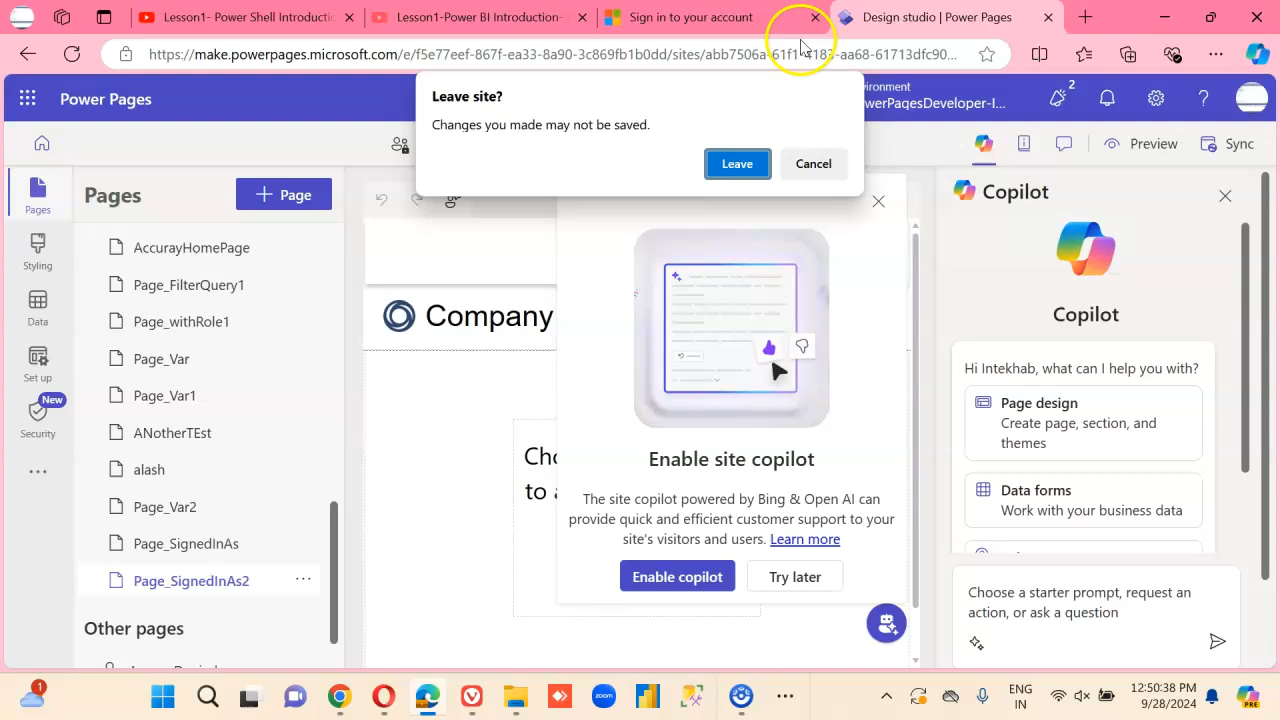 Lesson1- Power Shell Introducti
Lesson1-Power BI Introduction-
Sign in to your account
Design studio | Power Pages
https://make.powerpages.microsoft.com/e/f5e77eef-867f-ea33-8a90-3c869fb1b0dd/sites/abb7506a-61f1-4183-aa68-61713dfc90...
Power Pages
nvironment
werPagesDeveloper-I...
2
Leave site?
Changes you made may not be saved.
Leave
Cancel
Preview
Sync
Pages
Styling
Data
Set up
New
Security
Pages
+ Page
AccurayHomePage
Page_FilterQuery1
Page_withRole1
Page_Var
Page_Var1
ANotherTEst
alash
Page_Var2
Page_SignedInAs
Page_SignedInAs2
Other pages
Company
Cho
to a
Enable site copilot
The site copilot powered by Bing & Open AI can
provide quick and efficient customer support to your
site's visitors and users. Learn more
Enable copilot
Try later
Copilot
Copilot
Hi Intekhab, what can I help you with?
Page design
Create page, section, and
themes
Data forms
Work with your business data
Choose a starter prompt, request an
action, or ask a question
1
zoom
ENG
IN
12:50:38 PM
9/28/2024
PRE